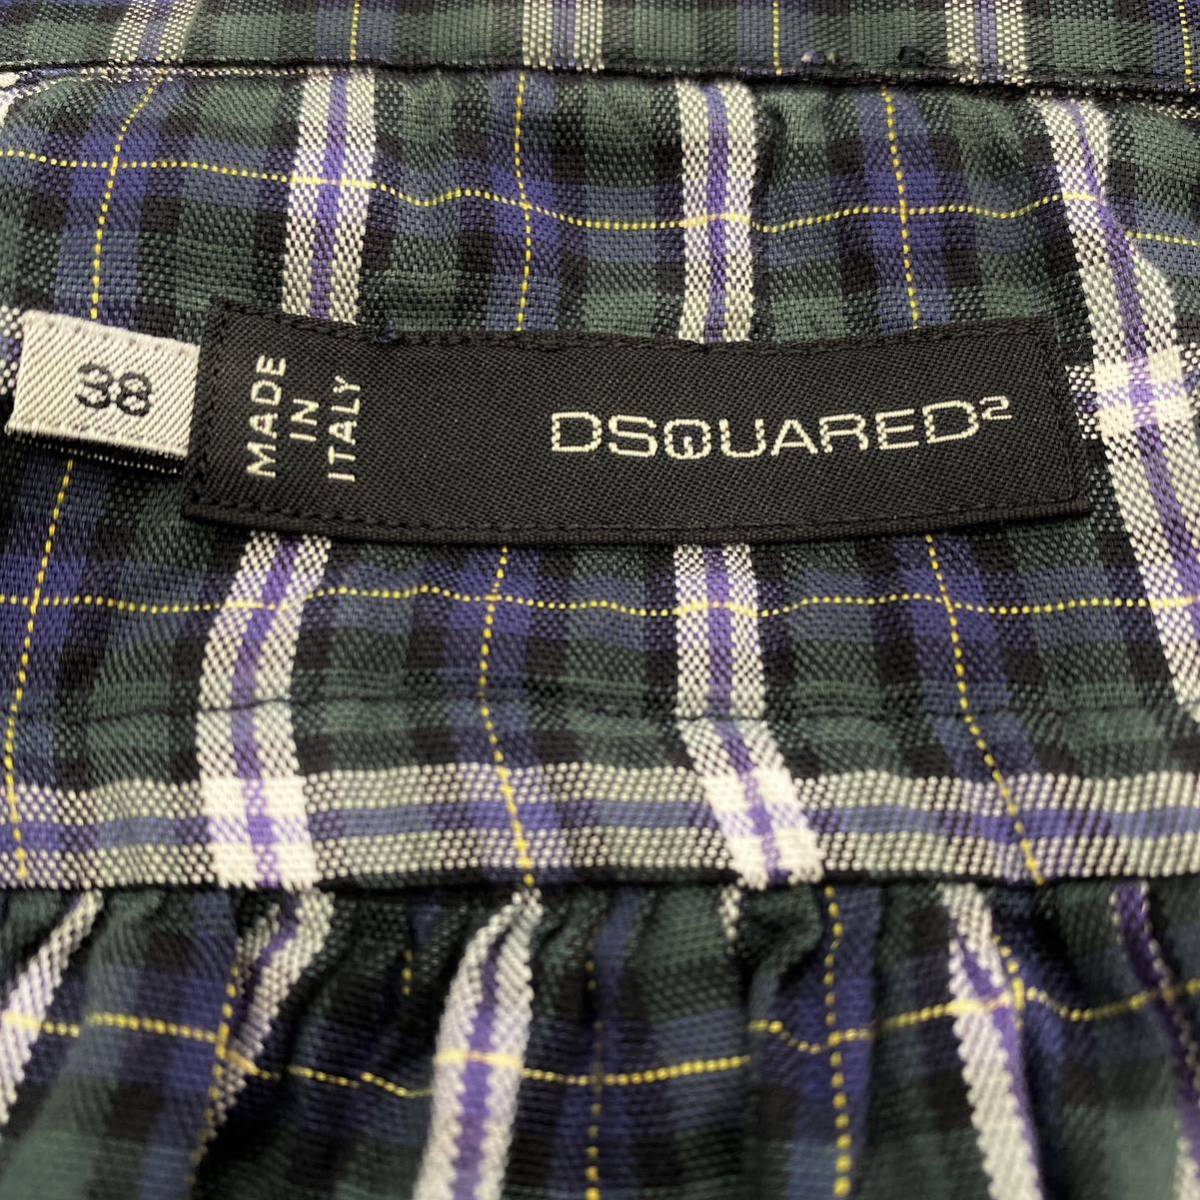 38
MADE
IN
ITALY
DSQUARED²